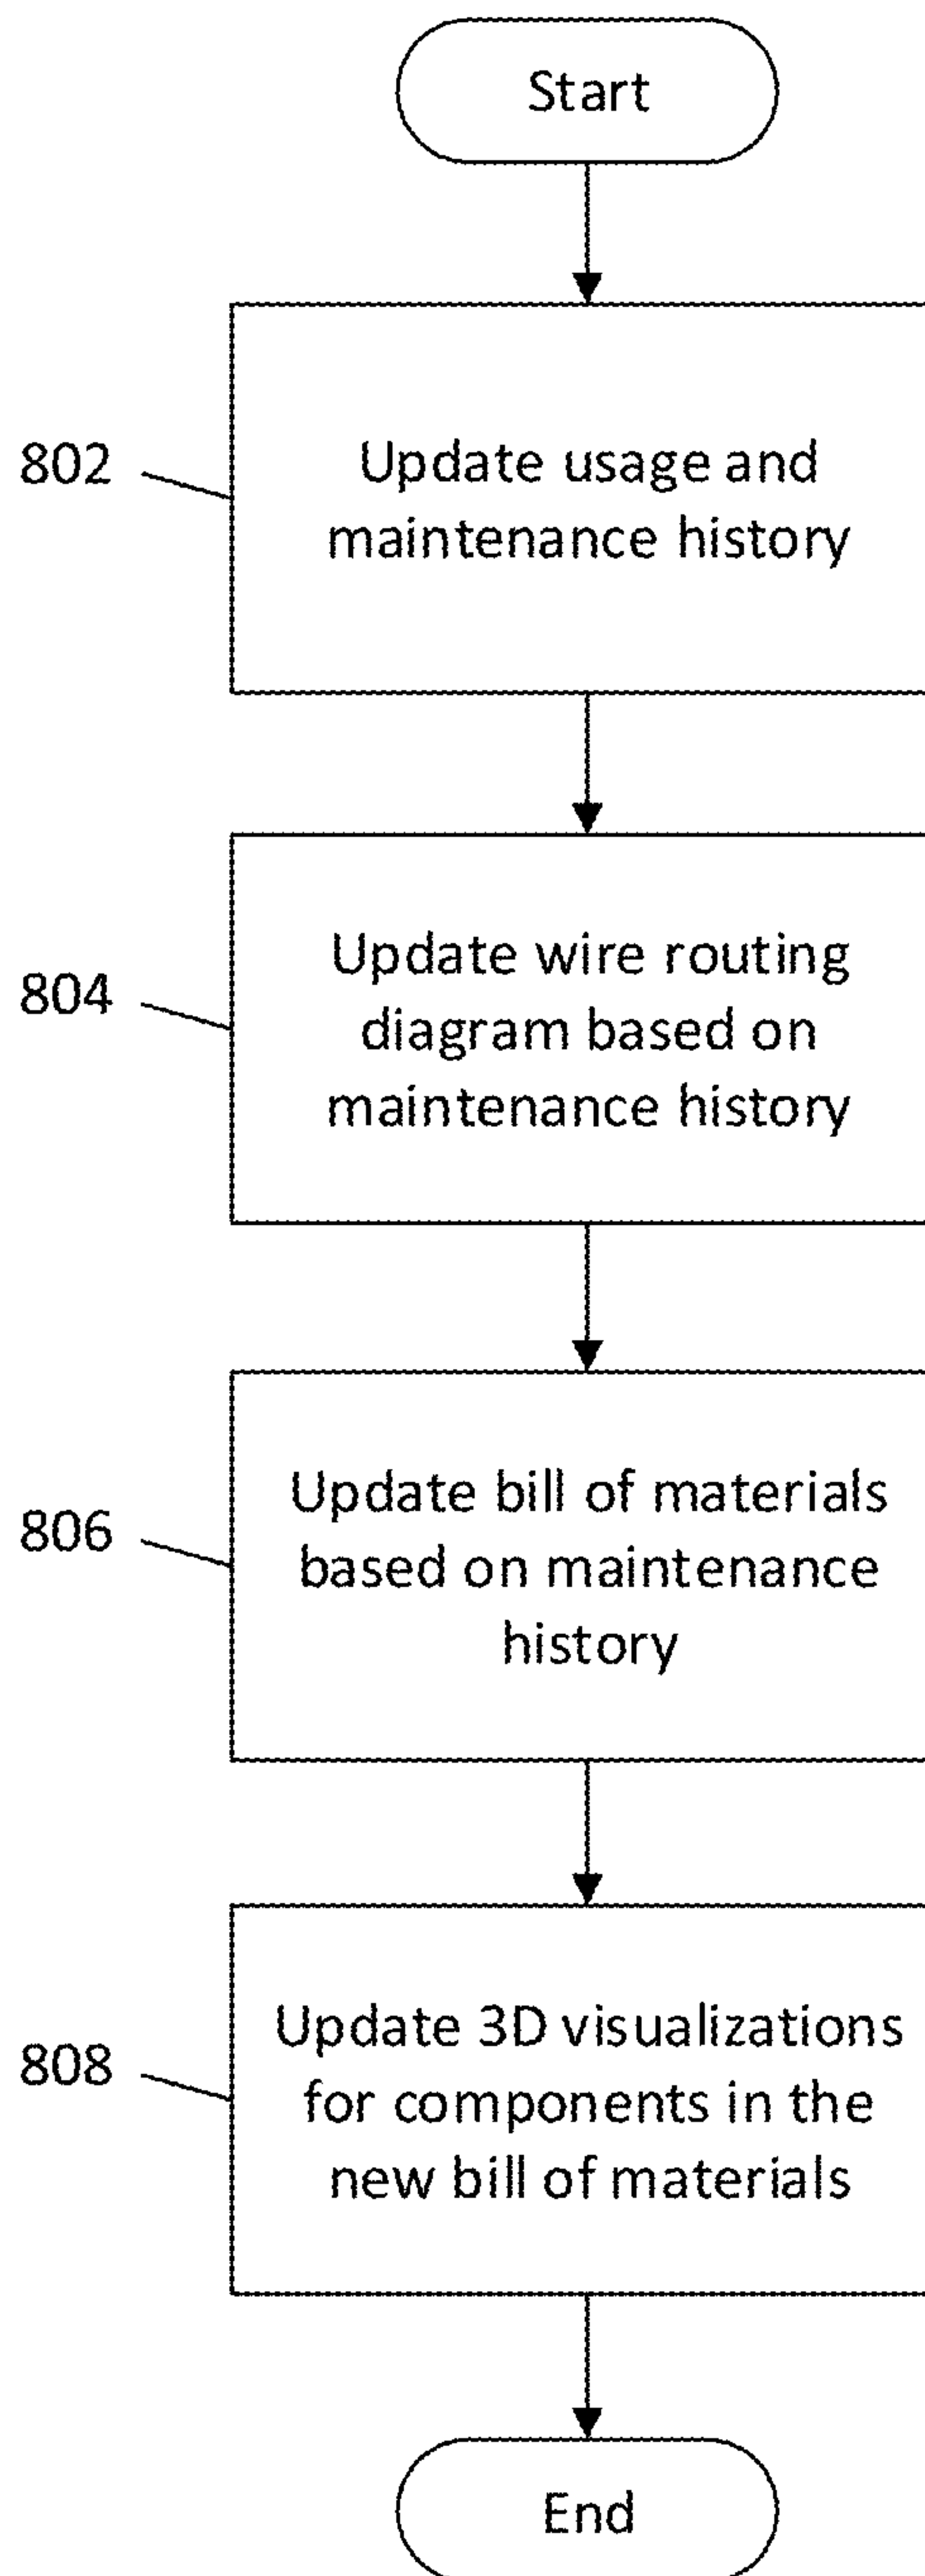 Start
802
Update usage and
maintenance history
804
Update wire routing
diagram based on
maintenance history
806
Update bill of materials
based on maintenance
history
808
Update 3D visualizations
for components in the
new bill of materials
End